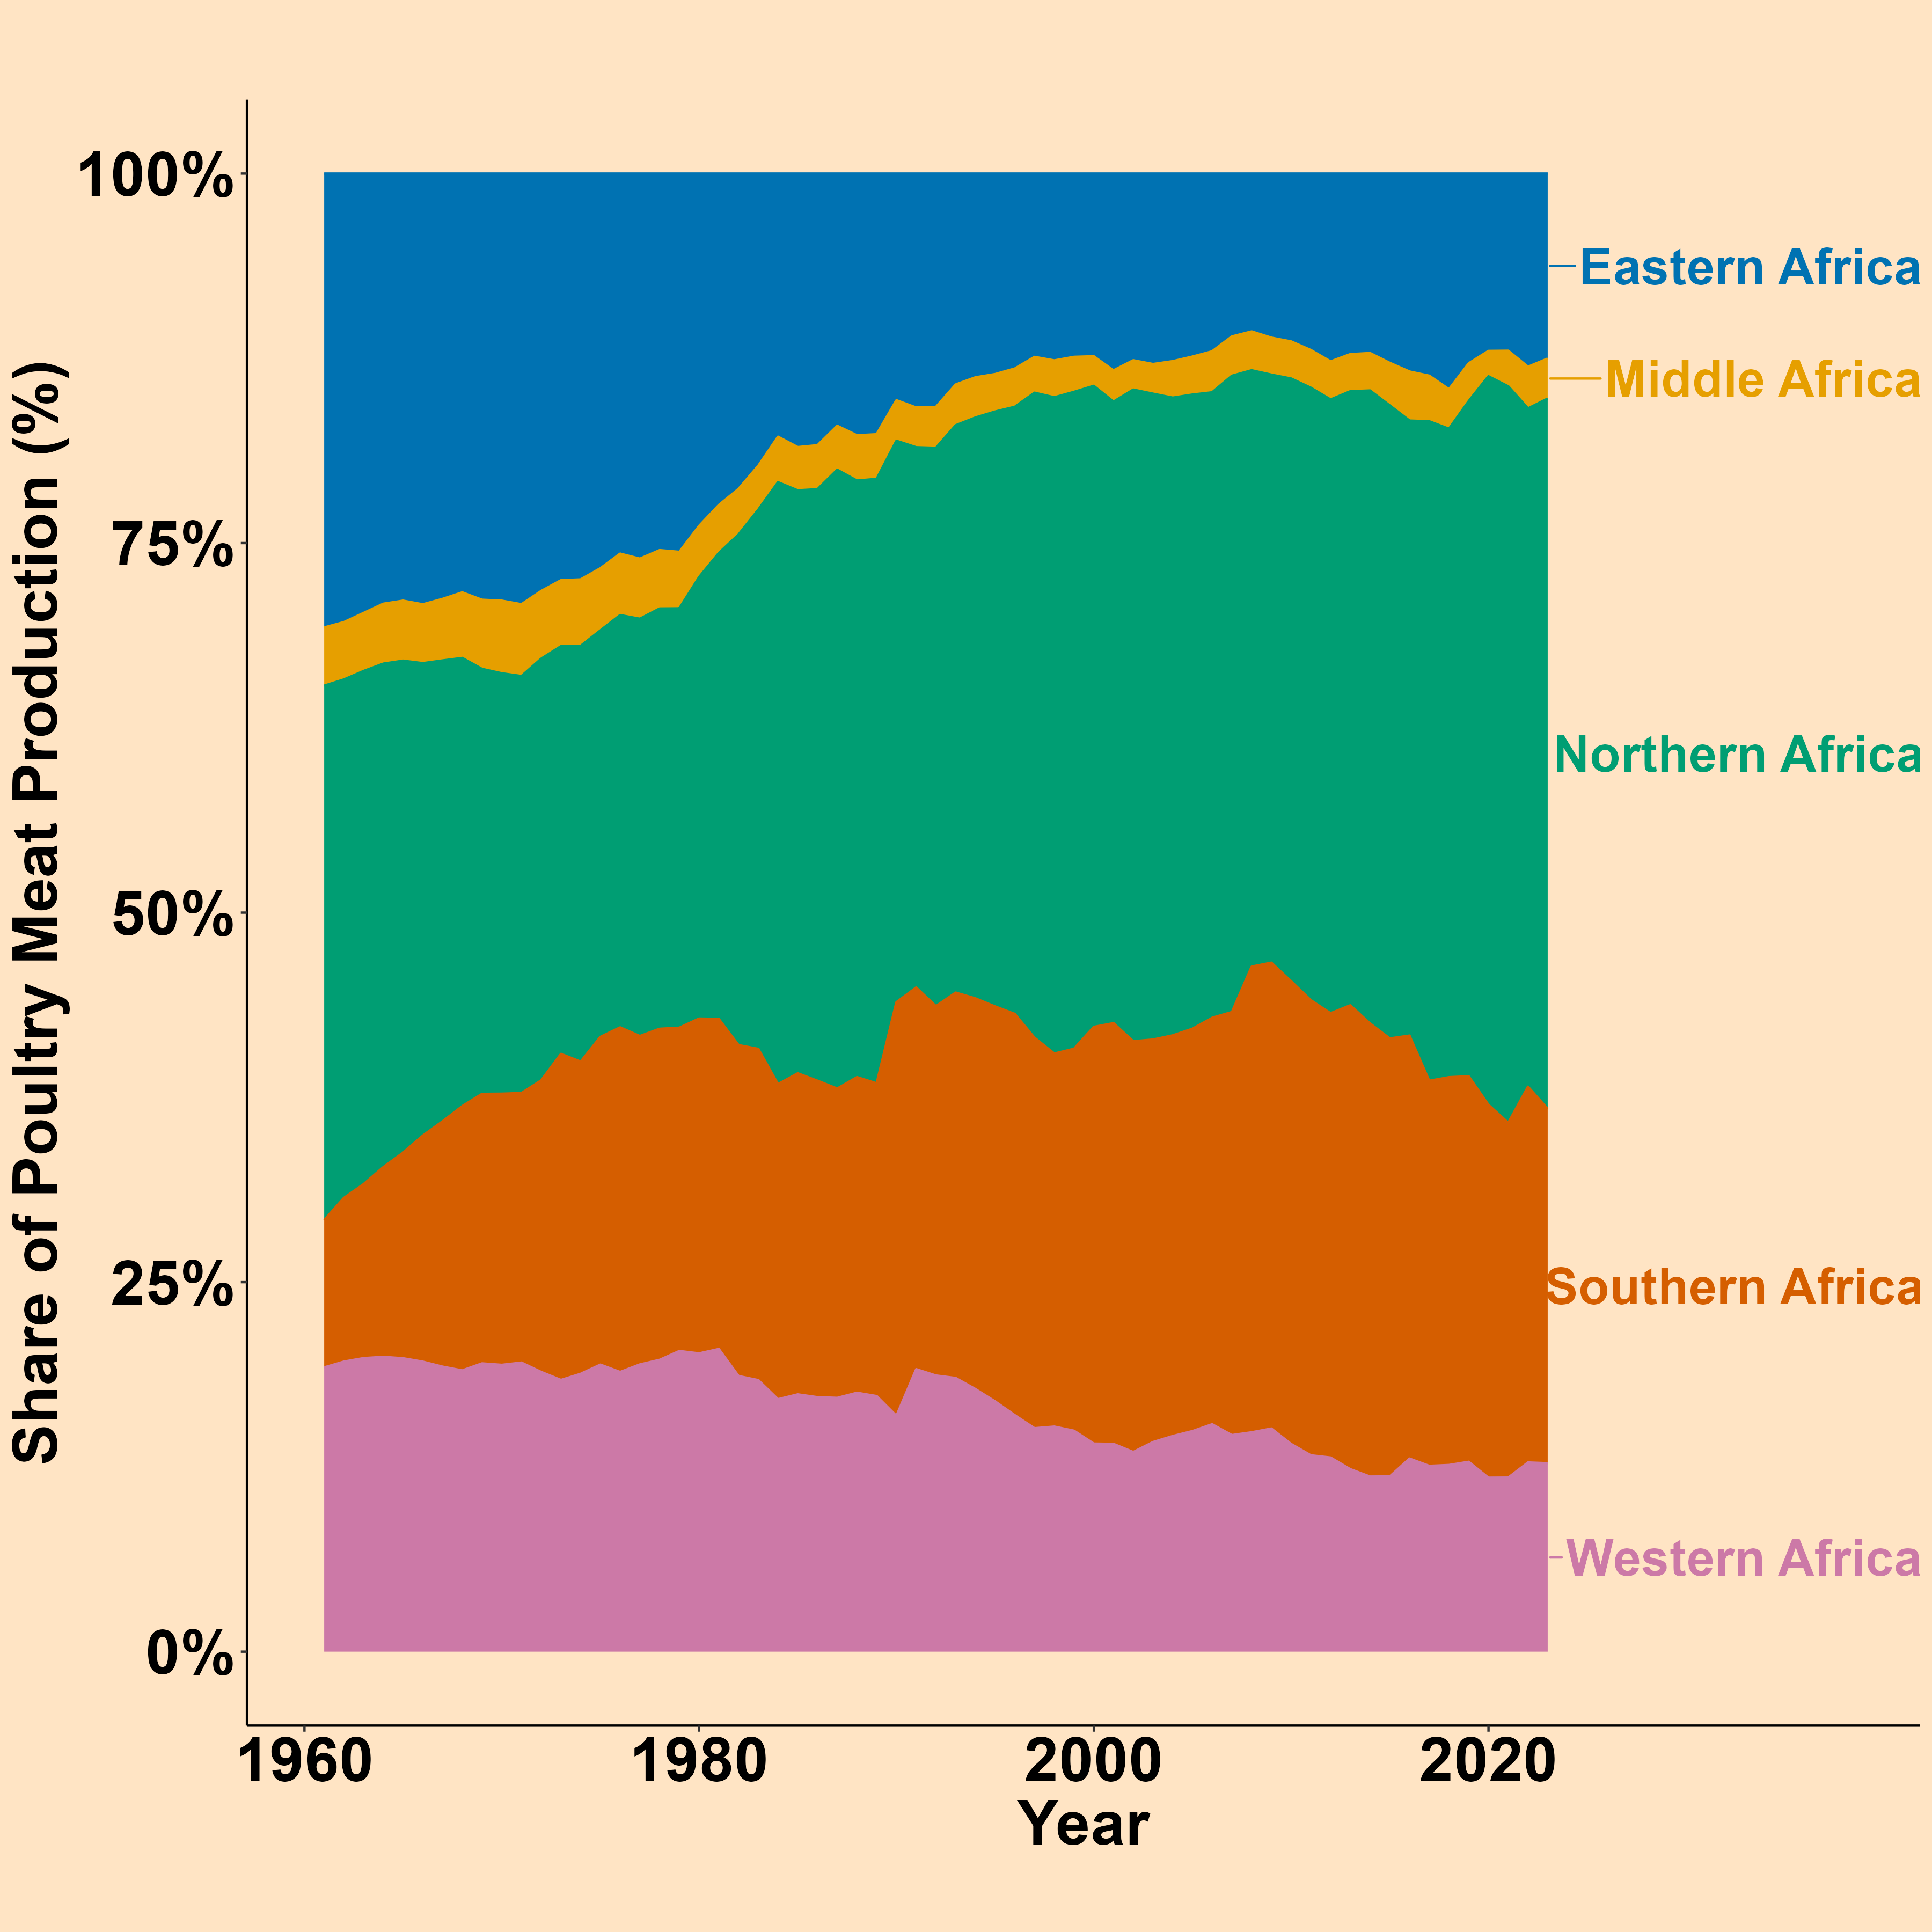 Share of Poultry Meat Production (%)
100%
75%
50%
25%
0%
Eastern Africa
Middle Africa
Northern Africa
Southern Africa
Western Africa
1960
1980
2000
2020
Year